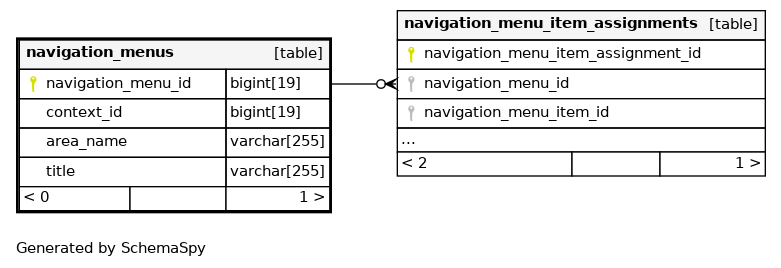 navigation_menus [table]
navigation_menu_id bigint[19]
context_id bigint[19]
area_name varchar[255]
title varchar[255]
< 0 1 >
navigation_menu_item_assignments [table]
navigation_menu_item_assignment_id
navigation_menu_id
navigation_menu_item_id
...
< 2 1 >
Generated by SchemaSpy